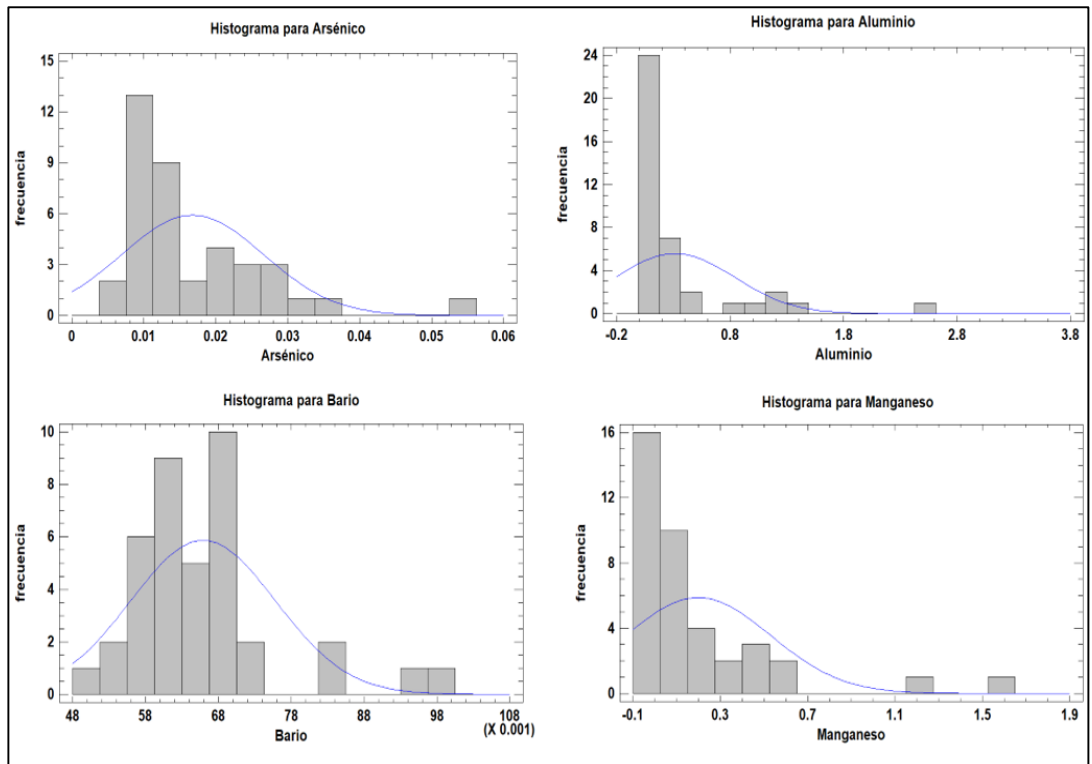 Histograma para Arsénico
15
12
9
6
3
0
frecuencia
0 0.01 0.02 0.03 0.04 0.05 0.06
Arsénico
Histograma para Aluminio
24
20
16
12
8
4
0
frecuencia
-0.2 0.8 1.8 2.8 3.8
Aluminio
Histograma para Bario
10
8
6
4
2
0
frecuencia
48 58 68 78 88 98 108
(X 0.001)
Bario
Histograma para Manganeso
16
12
8
4
0
frecuencia
-0.1 0.3 0.7 1.1 1.5 1.9
Manganeso